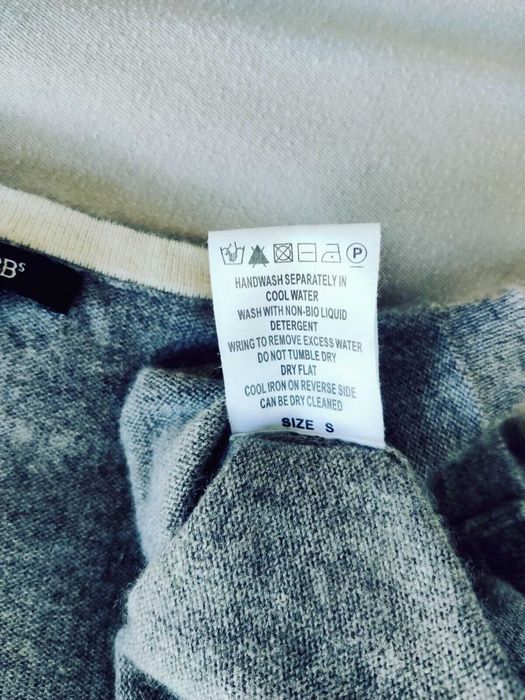 P
HANDWASH SEPARATELY IN
COOL WATER
WASH WITH NON-BIO LIQUID
DETERGENT
WRING TO REMOVE EXCESS WATER
DO NOT TUMBLE DRY
DRY FLAT
COOL IRON ON REVERSE SIDE
CAN BE DRY CLEANED
SIZE S